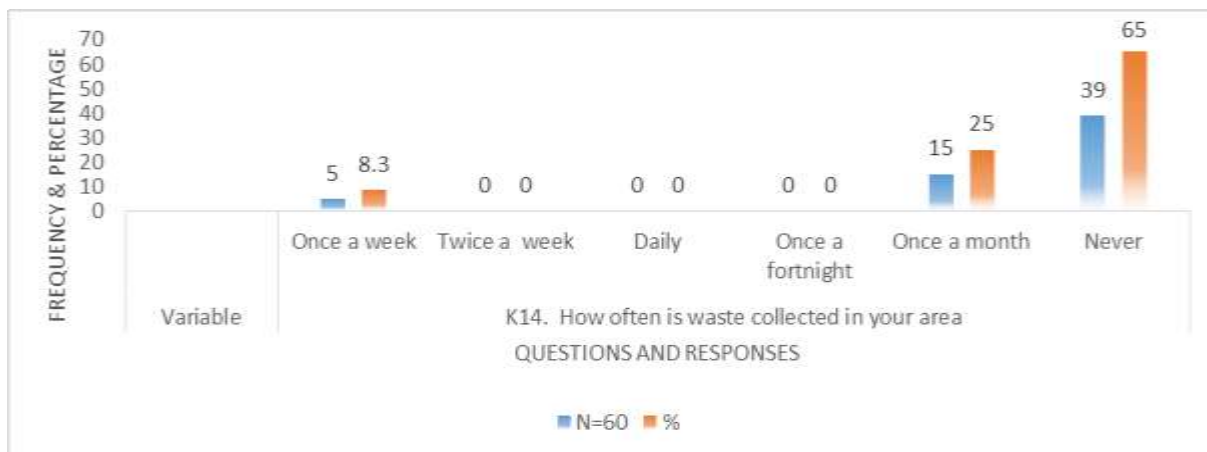 FREQUENCY & PERCENTAGE
70
60
50
40
30
20
10
0
5 8.3
0 0
0 0
0 0
15 25
39 65
Once a week Twice a week Daily Once a fortnight Once a month Never
Variable K14. How often is waste collected in your area
QUESTIONS AND RESPONSES
N=60 %